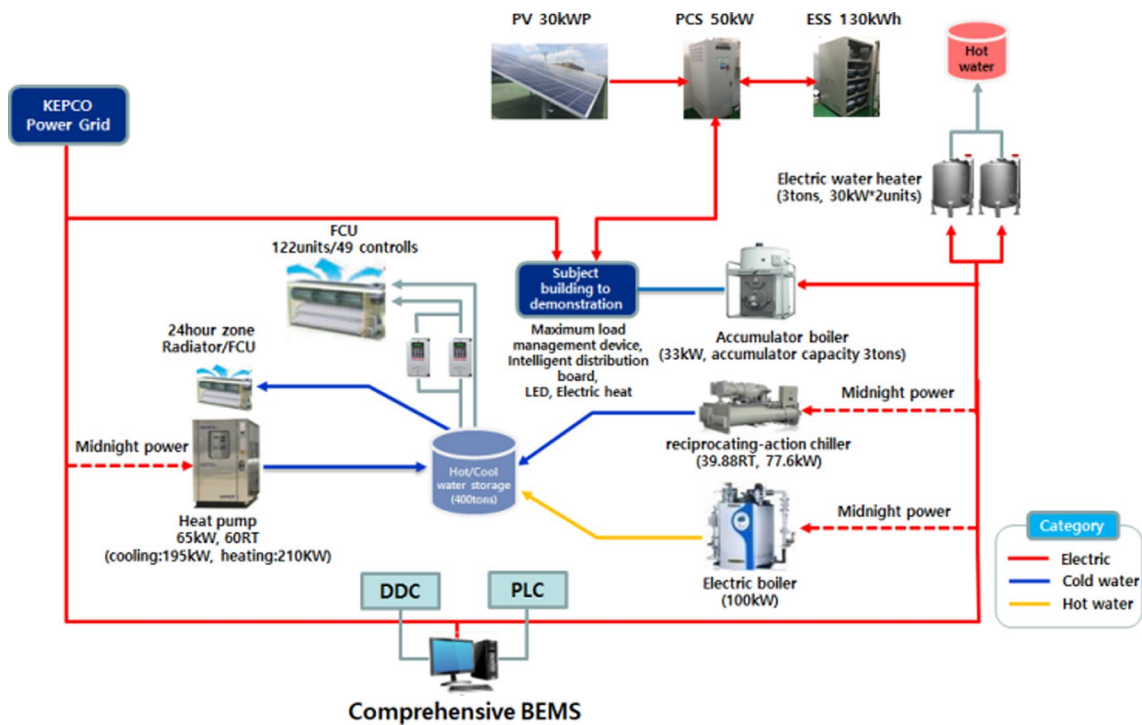 PV 30kWP
PCS 50kW
ESS 130kWh
Hot
water
KEPCO
Power Grid
Electric water heater
(3tons, 30kW*2units)
FCU
122units/49 controlls
Subject
building to
demonstration
Maximum load
management device,
Intelligent distribution
board,
LED, Electric heat
Accumulator boiler
(33kW, accumulator capacity 3tons)
24hour zone
Radiator/FCU
Midnight power
Midnight power
reciprocating-action chiller
(39.88RT, 77.6kW)
Hot/Cool
water storage
(400tons)
Heat pump
65kW, 60RT
(cooling:195kW, heating:210KW)
Midnight power
Electric boiler
(100kW)
Category
Electric
Cold water
Hot water
DDC
PLC
Comprehensive BEMS